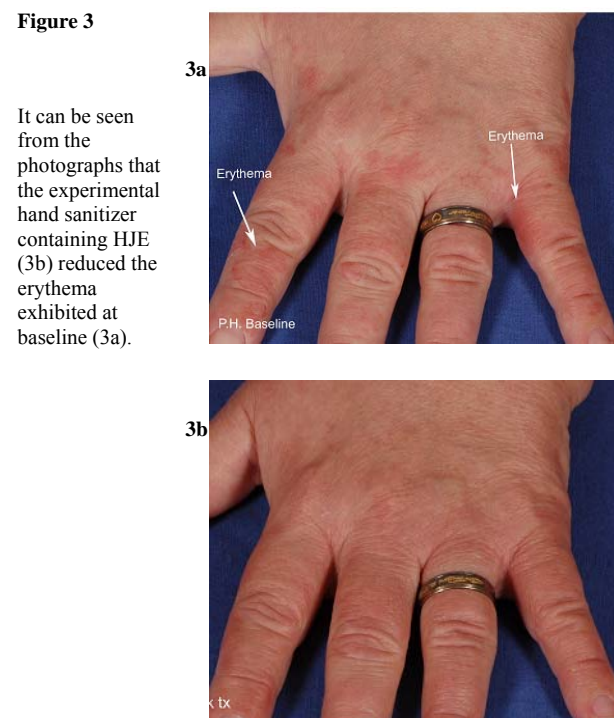 Figure 3
3a
It can be seen
from the
photographs that
the experimental
hand sanitizer
containing HJE
(3b) reduced the
erythema
exhibited at
baseline (3a).
Erythema
Erythema
P.H. Baseline
3b
k tx